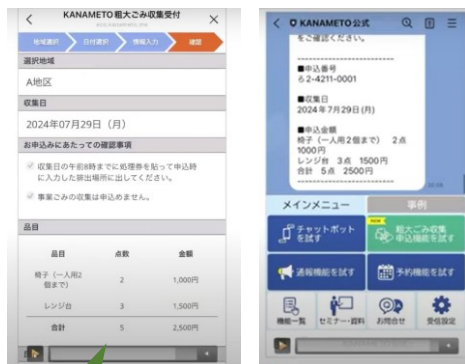 KANAMETO粗大ごみ収集受付
地域選択
日付選択
情報入力
確認
選択地域
A地区
収集日
2024年07月29日（月）
お申込みにあたっての確認事項
収集日の午前8時までに処理券を貼って申込時
に入力した排出場所に出してください。
事業ごみの収集は申込めません。
品目
品目 点数 金額
椅子（一人用2
個まで） 2 1,000円
レンジ台 3 1,500円
合計 5 2,500円
KANAMETO公式
をご確認ください。
------------------------
■申込番号
る2-4211-0001
■収集日
2024年7月29日(月)
■申込金額
椅子（一人用2個まで） 2点
1000円
レンジ台 3点 1500円
合計 5点 2500円
------------------------
メインメニュー
事例
チャットボット
を試す
粗大ごみ収集
申込機能を試す
通報機能を試す
予約機能を試す
機能一覧
セミナー・資料
お問合せ
受信設定